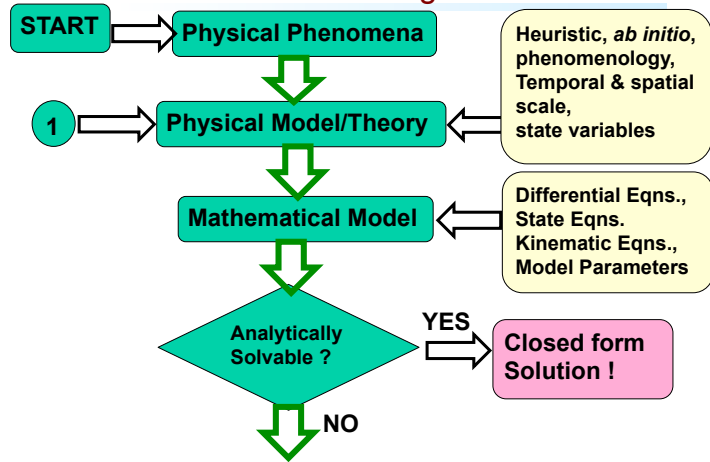 START
Physical Phenomena
Heuristic, ab initio,
phenomenology,
Temporal & spatial
scale,
state variables
1
Physical Model/Theory
Mathematical Model
Differential Eqns.,
State Eqns.
Kinematic Eqns.,
Model Parameters
Analytically
Solvable ?
YES
Closed form
Solution !
NO